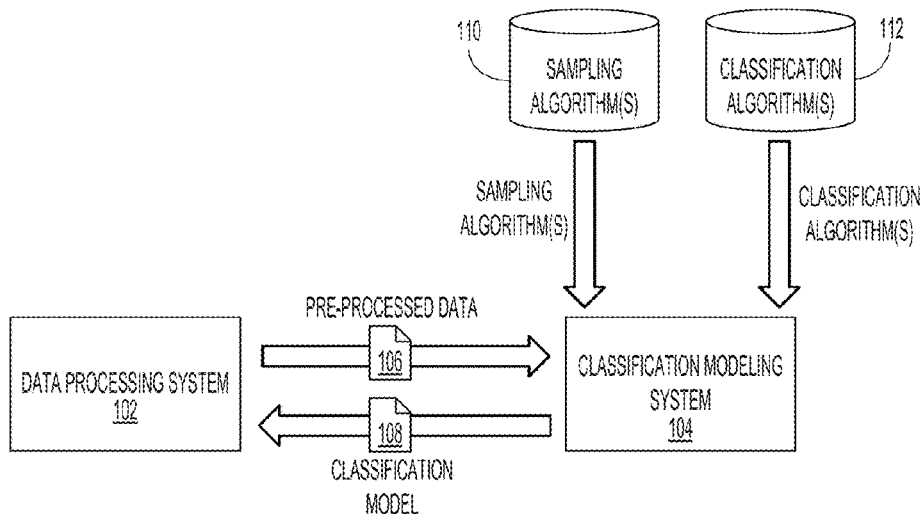 110
SAMPLING
ALGORITHM(S)
CLASSIFICATION
ALGORITHM(S)
112
SAMPLING
ALGORITHM(S)
CLASSIFICATION
ALGORITHM(S)
PRE-PROCESSED DATA
106
DATA PROCESSING SYSTEM
102
CLASSIFICATION MODELING
SYSTEM
104
108
CLASSIFICATION
MODEL